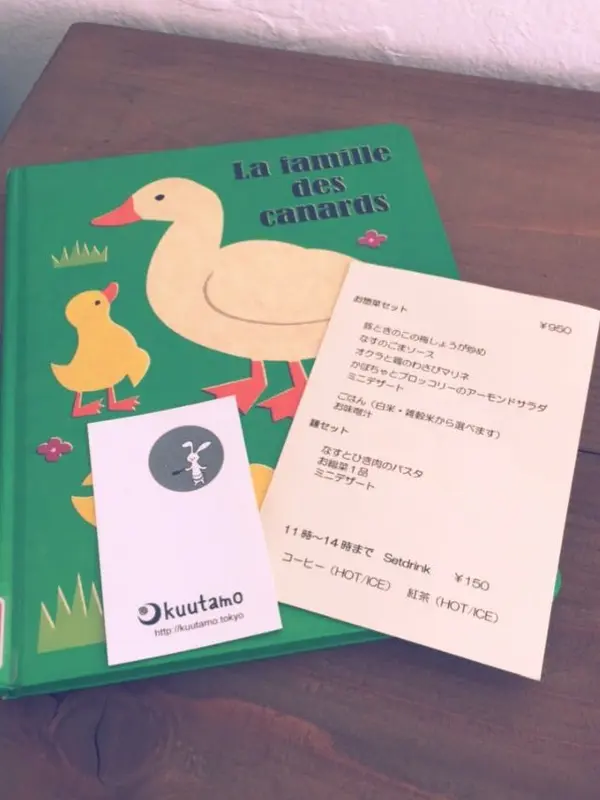 La famille
des
canards
お惣菜セット ¥950
豚ときのこの梅しょうが炒め
なすのごまソース
オクラと鶏のわさびマリネ
かぼちゃとブロッコリーのアーモンドサラダ
ミニデザート
ごはん（白米・雑穀米から選べます）
お味噌汁
麺セット
なすとひき肉のパスタ
お総菜1品
ミニデザート
11時～14時まで Setdrink ¥150
コーヒー（HOT/ICE） 紅茶（HOT/ICE）
kuutamo
http://kuutamo.tokyo